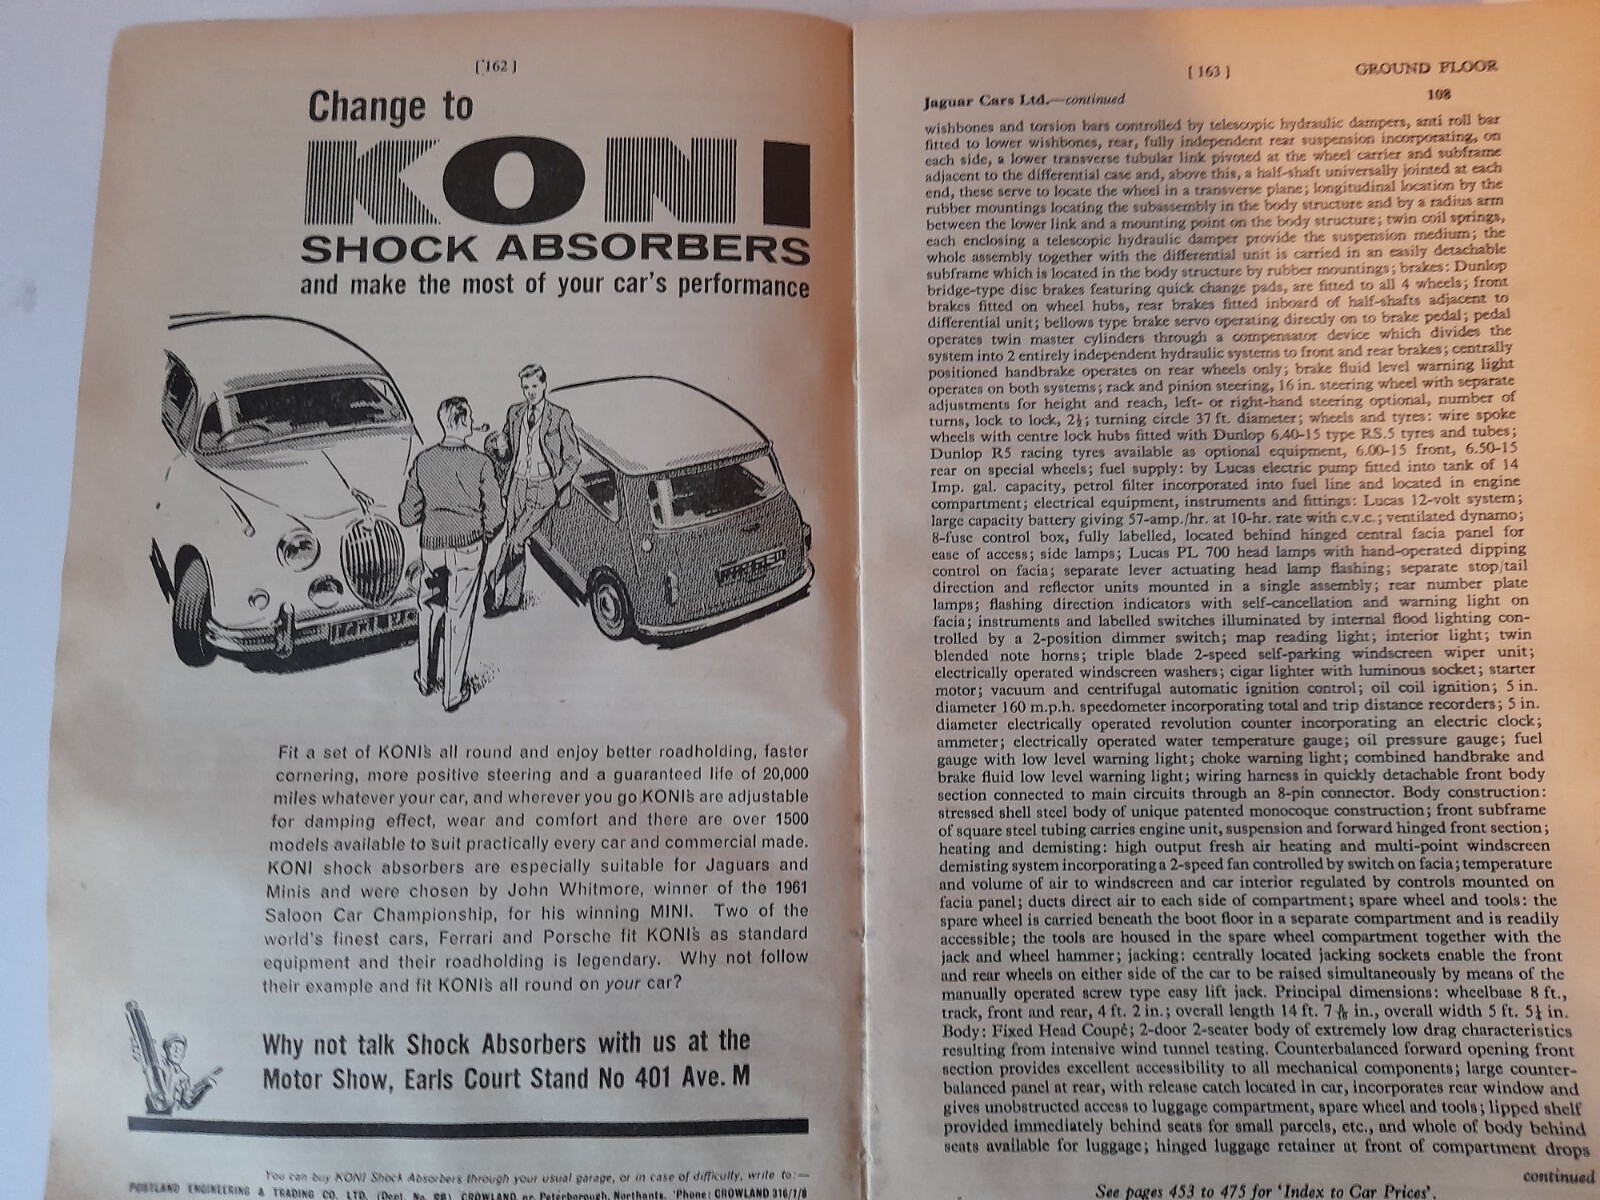 [ 162 ]
Change to
KONI
SHOCK ABSORBERS
and make the most of your car's performance
Fit a set of KONI's all round and enjoy better roadholding, faster
cornering, more positive steering and a guaranteed life of 20,000
miles whatever your car, and wherever you go KONI's are adjustable
for damping effect, wear and comfort and there are over 1500
models available to suit practically every car and commercial made.
KONI shock absorbers are especially suitable for Jaguars and
Minis and were chosen by John Whitmore, winner of the 1961
Saloon Car Championship, for his winning MINI. Two of the
world's finest cars, Ferrari and Porsche fit KONI's as standard
equipment and their roadholding is legendary. Why not follow
their example and fit KONI's all round on your car?
Why not talk Shock Absorbers with us at the
Motor Show, Earls Court Stand No 401 Ave. M
You can buy KONI Shock Absorbers through your usual garage, or in case of difficulty, write to:—
PORTLAND ENGINEERING & TRADING CO. LTD. (Dept. No. SB) CROWLAND nr. Peterborough, Northants. 'Phone: CROWLAND 316/7/8
[ 163 ]
GROUND FLOOR
Jaguar Cars Ltd.—continued
108
wishbones and torsion bars controlled by telescopic hydraulic dampers, anti roll bar
fitted to lower wishbones, rear, fully independent rear suspension incorporating, on
each side, a lower transverse tubular link pivoted at the wheel carrier and subframe
adjacent to the differential case and, above this, a half-shaft universally jointed at each
end, these serve to locate the wheel in a transverse plane; longitudinal location by the
rubber mountings locating the subassembly in the body structure and by a radius arm
between the lower link and a mounting point on the body structure; twin coil springs,
each enclosing a telescopic hydraulic damper provide the suspension medium; the
whole assembly together with the differential unit is carried in an easily detachable
subframe which is located in the body structure by rubber mountings; brakes: Dunlop
bridge-type disc brakes featuring quick change pads, are fitted to all 4 wheels; front
brakes fitted on wheel hubs, rear brakes fitted inboard of half-shafts adjacent to
differential unit; bellows type brake servo operating directly on to brake pedal; pedal
operates twin master cylinders through a compensator device which divides the
system into 2 entirely independent hydraulic systems to front and rear brakes; centrally
positioned handbrake operates on rear wheels only; brake fluid level warning light
operates on both systems; rack and pinion steering, 16 in. steering wheel with separate
adjustments for height and reach, left- or right-hand steering optional, number of
turns, lock to lock, 2½; turning circle 37 ft. diameter; wheels and tyres: wire spoke
wheels with centre lock hubs fitted with Dunlop 6.40-15 type RS.5 tyres and tubes;
Dunlop R5 racing tyres available as optional equipment, 6.00-15 front, 6.50-15
rear on special wheels; fuel supply: by Lucas electric pump fitted into tank of 14
Imp. gal. capacity, petrol filter incorporated into fuel line and located in engine
compartment; electrical equipment, instruments and fittings: Lucas 12-volt system;
large capacity battery giving 57-amp./hr. at 10-hr. rate with c.v.c.; ventilated dynamo;
8-fuse control box, fully labelled, located behind hinged central facia panel for
ease of access; side lamps; Lucas PL 700 head lamps with hand-operated dipping
control on facia; separate lever actuating head lamp flashing; separate stop/tail
direction and reflector units mounted in a single assembly; rear number plate
lamps; flashing direction indicators with self-cancellation and warning light on
facia; instruments and labelled switches illuminated by internal flood lighting con-
trolled by a 2-position dimmer switch; map reading light; interior light; twin
blended note horns; triple blade 2-speed self-parking windscreen wiper unit;
electrically operated windscreen washers; cigar lighter with luminous socket; starter
motor; vacuum and centrifugal automatic ignition control; oil coil ignition; 5 in.
diameter 160 m.p.h. speedometer incorporating total and trip distance recorders; 5 in.
diameter electrically operated revolution counter incorporating an electric clock;
ammeter; electrically operated water temperature gauge; oil pressure gauge; fuel
gauge with low level warning light; choke warning light; combined handbrake and
brake fluid low level warning light; wiring harness in quickly detachable front body
section connected to main circuits through an 8-pin connector. Body construction:
stressed shell steel body of unique patented monocoque construction; front subframe
of square steel tubing carries engine unit, suspension and forward hinged front section;
heating and demisting: high output fresh air heating and multi-point windscreen
demisting system incorporating a 2-speed fan controlled by switch on facia; temperature
and volume of air to windscreen and car interior regulated by controls mounted on
facia panel; ducts direct air to each side of compartment; spare wheel and tools: the
spare wheel is carried beneath the boot floor in a separate compartment and is readily
accessible; the tools are housed in the spare wheel compartment together with the
jack and wheel hammer; jacking: centrally located jacking sockets enable the front
and rear wheels on either side of the car to be raised simultaneously by means of the
manually operated screw type easy lift jack. Principal dimensions: wheelbase 8 ft.,
track, front and rear, 4 ft. 2 in.; overall length 14 ft. 7 in., overall width 5 ft. 5¼ in.
Body: Fixed Head Coupé; 2-door 2-seater body of extremely low drag characteristics
resulting from intensive wind tunnel testing. Counterbalanced forward opening front
section provides excellent accessibility to all mechanical components; large counter-
balanced panel at rear, with release catch located in car, incorporates rear window and
gives unobstructed access to luggage compartment, spare wheel and tools; lipped shelf
provided immediately behind seats for small parcels, etc., and whole of body behind
seats available for luggage; hinged luggage retainer at front of compartment drops
continued
See pages 453 to 475 for 'Index to Car Prices'.